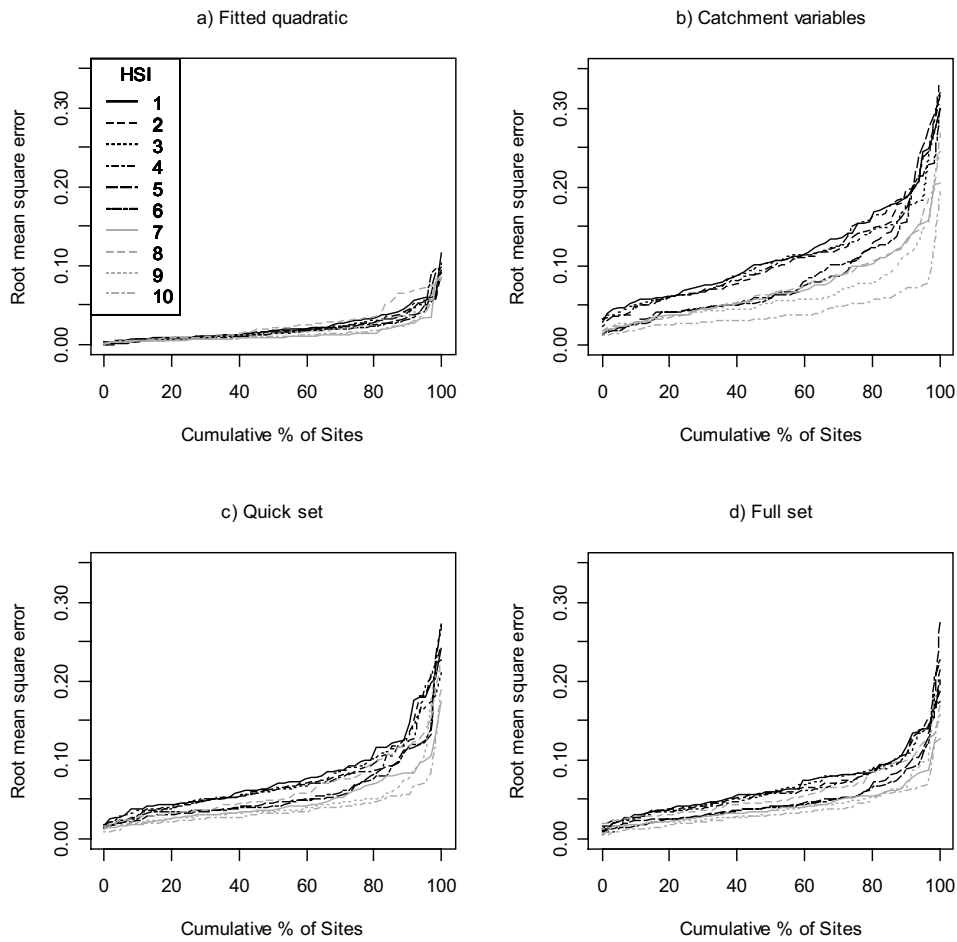 a) Fitted quadratic
Root mean square error
0.00 0.10 0.20 0.30
HSI
1
2
3
4
5
6
7
8
9
10
0 20 40 60 80 100
Cumulative % of Sites
b) Catchment variables
Root mean square error
0.00 0.10 0.20 0.30
0 20 40 60 80 100
Cumulative % of Sites
c) Quick set
Root mean square error
0.00 0.10 0.20 0.30
0 20 40 60 80 100
Cumulative % of Sites
d) Full set
Root mean square error
0.00 0.10 0.20 0.30
0 20 40 60 80 100
Cumulative % of Sites